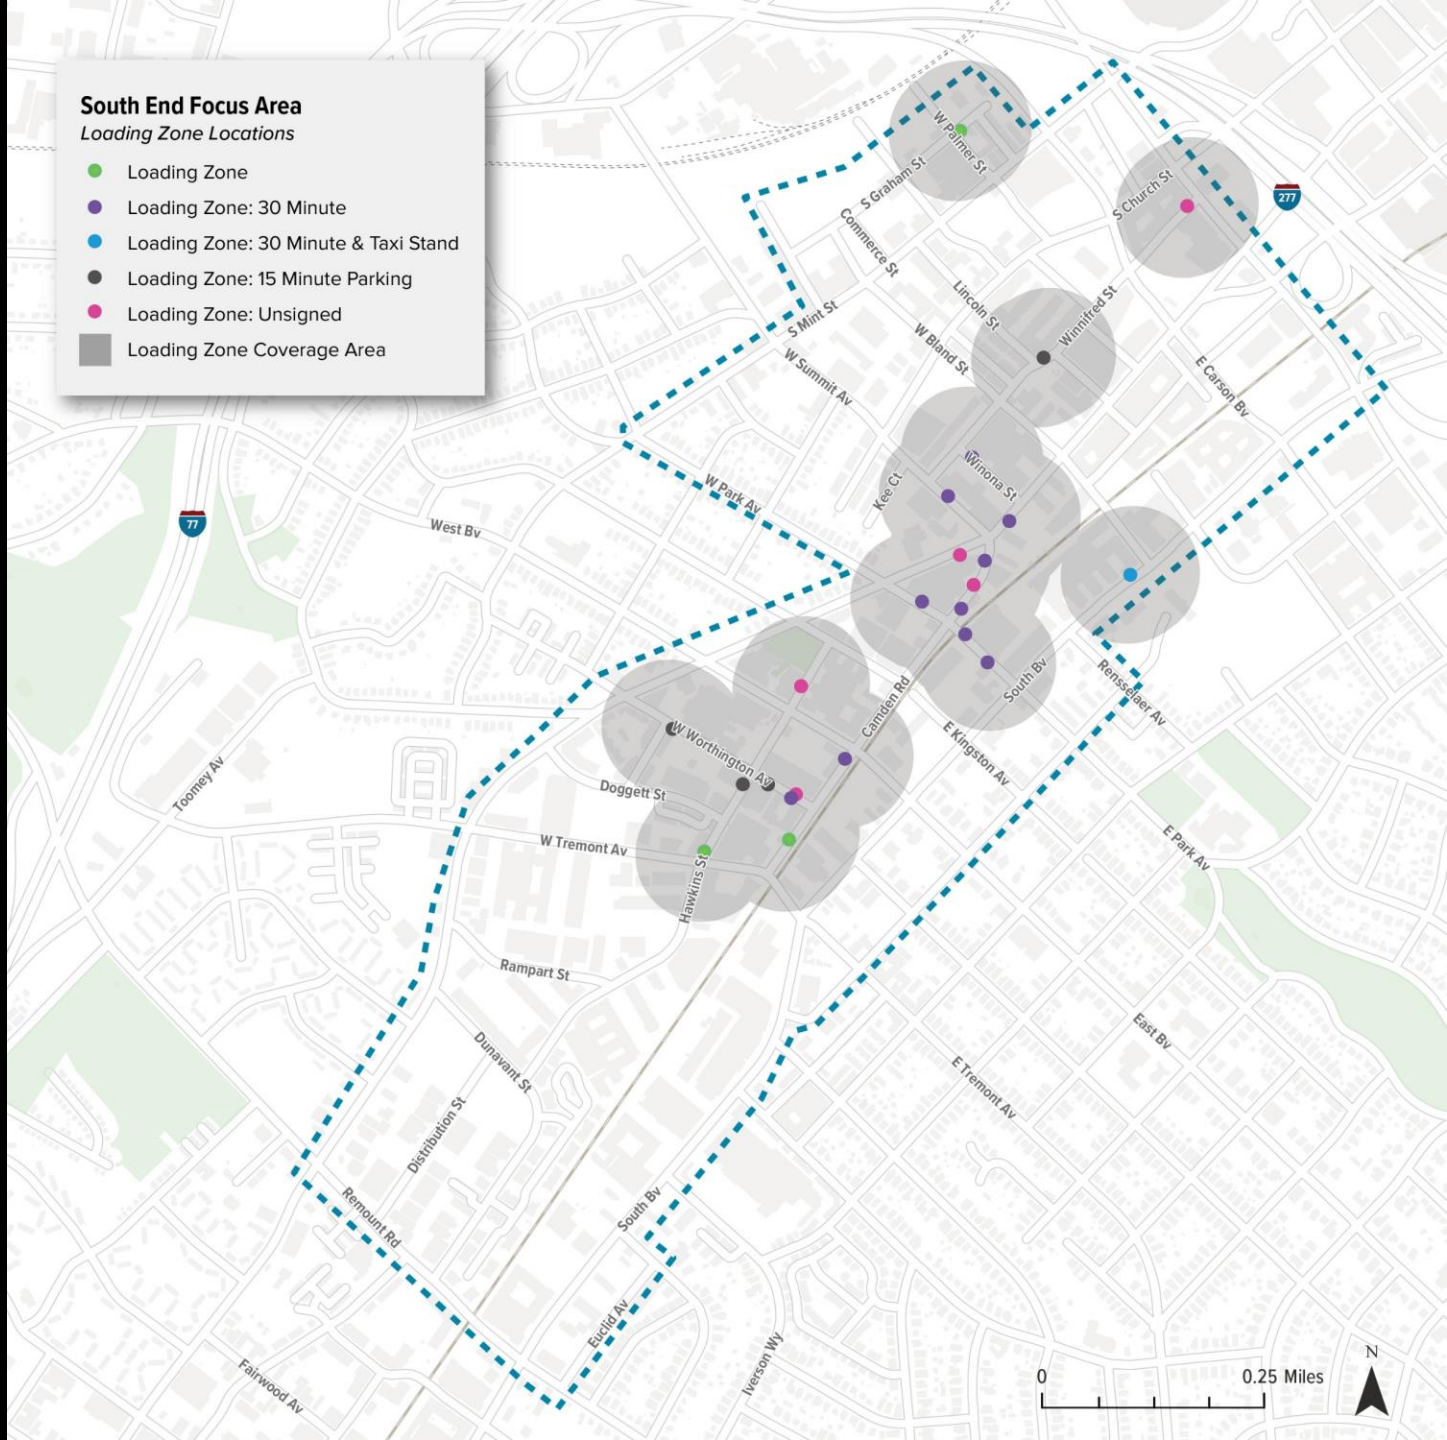 South End Focus Area
Loading Zone Locations
Loading Zone
Loading Zone: 30 Minute
Loading Zone: 30 Minute & Taxi Stand
Loading Zone: 15 Minute Parking
Loading Zone: Unsigned
Loading Zone Coverage Area
W Palmer St
S Graham St
S Church St
277
Commerce St
Lincoln St
Winnifred St
S Mint St
W Bland St
W Summit Av
E Carson Bv
Winona St
Kee Ct
W Park Av
77
West Bv
South Bv
Rensselaer Av
Camden Rd
E Kingston Av
W Worthington Av
Toomey Av
Doggett St
W Tremont Av
E Park Av
Hawkins St
Rampart St
East Bv
Dunavant St
E Tremont Av
Distribution St
Remount Rd
South Bv
Euclid Av
Iverson Wy
Fairwood Av
N
0
0.25 Miles